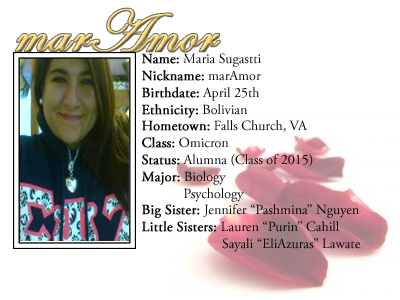 marAmor
Name: Maria Sugastti
Nickname: marAmor
Birthdate: April 25th
Ethnicity: Bolivian
Hometown: Falls Church, VA
Class: Omicron
Status: Alumna (Class of 2015)
Major: Biology
Psychology
Big Sister: Jennifer “Pashmina” Nguyen
Little Sisters: Lauren “Purin” Cahill
Sayali “EliAzuras” Lawate